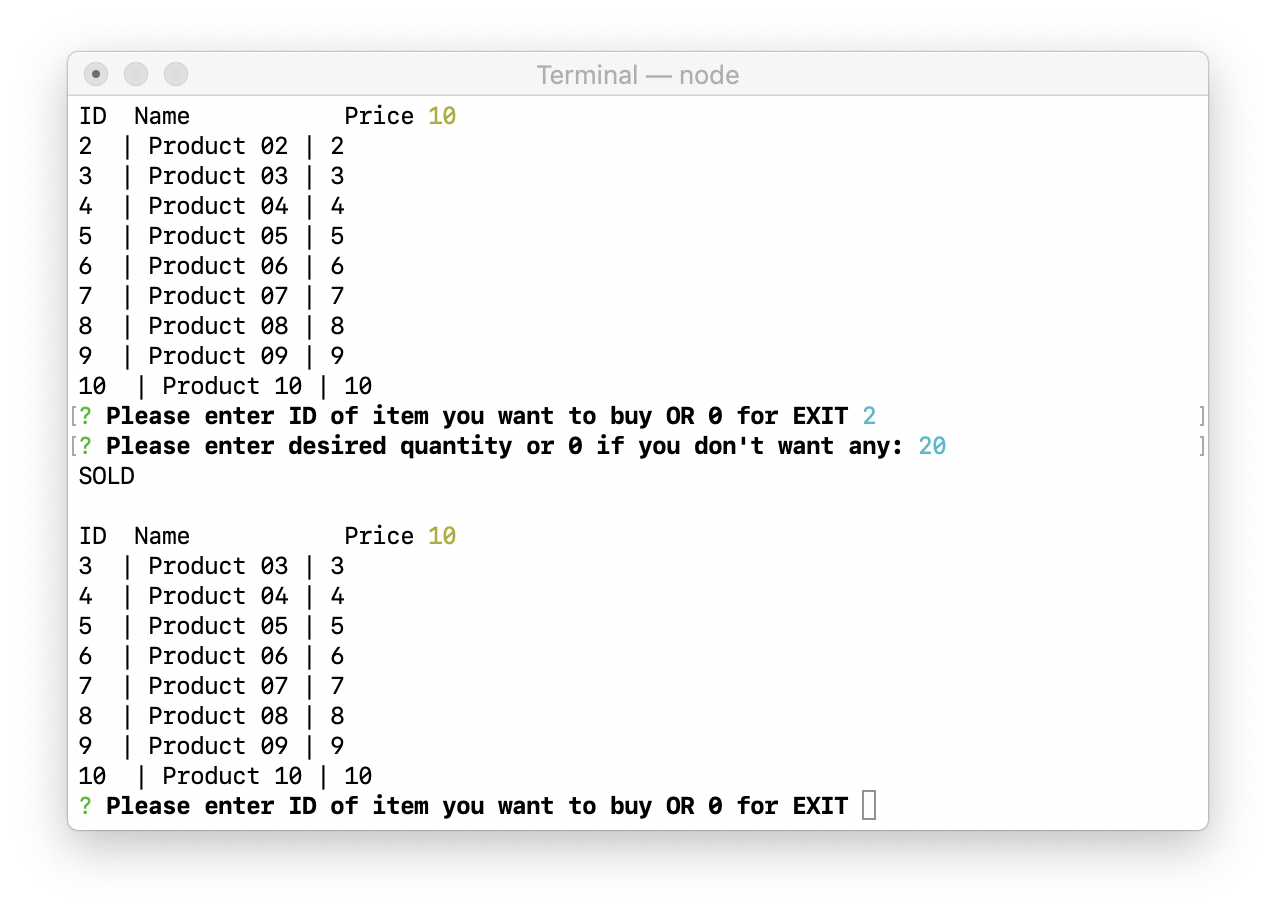 Terminal — node
ID  Name           Price 10
2  | Product 02 | 2
3  | Product 03 | 3
4  | Product 04 | 4
5  | Product 05 | 5
6  | Product 06 | 6
7  | Product 07 | 7
8  | Product 08 | 8
9  | Product 09 | 9
10  | Product 10 | 10
[? Please enter ID of item you want to buy OR 0 for EXIT 2 ]
[? Please enter desired quantity or 0 if you don't want any: 20 ]
SOLD
ID  Name           Price 10
3  | Product 03 | 3
4  | Product 04 | 4
5  | Product 05 | 5
6  | Product 06 | 6
7  | Product 07 | 7
8  | Product 08 | 8
9  | Product 09 | 9
10  | Product 10 | 10
? Please enter ID of item you want to buy OR 0 for EXIT